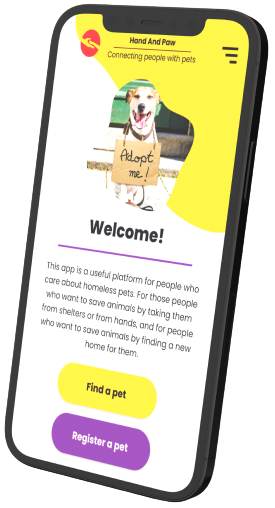 Hand And Paw
Connecting people with pets
Adopt
me!
Welcome!
This app is a useful platform for people who
care about homeless pets. For those people
who want to save animals by taking them
from shelters or from hands, and for people
who want to save animals by finding a new
home for them.
Find a pet
Register a pet